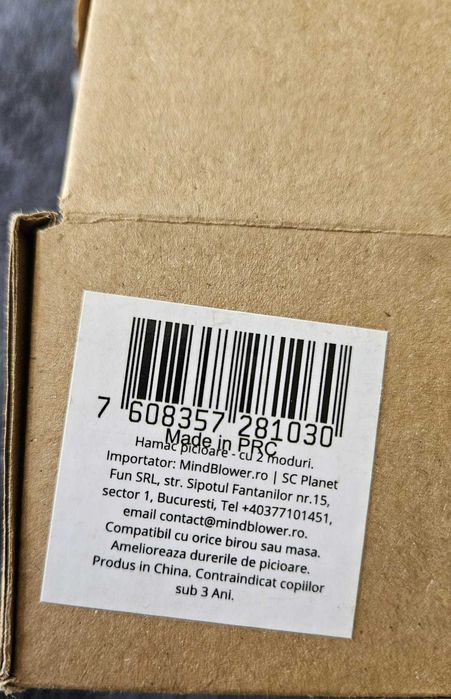 7 608357 281030
Made in PRC
Hamac picioare - cu 2 moduri.
Importator: MindBlower.ro | SC Planet
Fun SRL, str. Sipotul Fantanilor nr.15,
sector 1, Bucuresti, Tel +40377101451,
email contact@mindblower.ro.
Compatibil cu orice birou sau masa.
Amelioreaza durerile de picioare.
Produs in China. Contraindicat copiilor
sub 3 Ani.